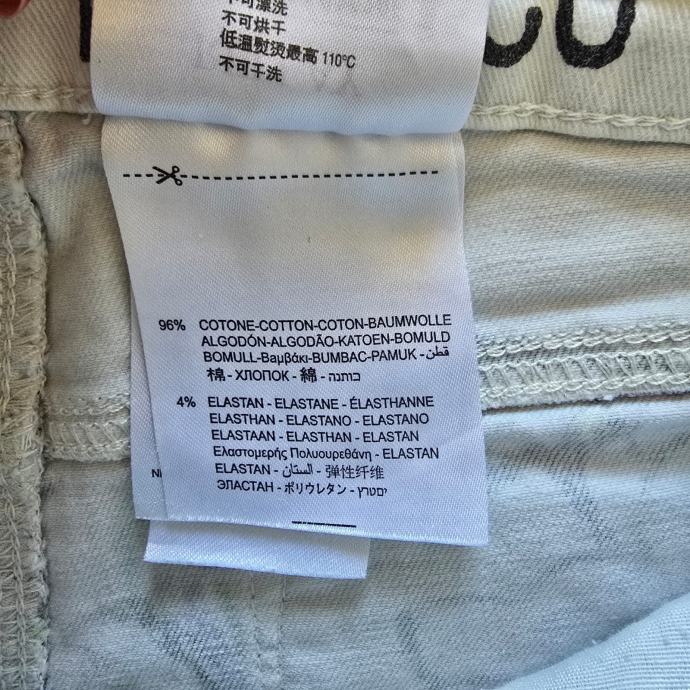 不可漂洗
不可烘干
低温熨烫最高 110℃
不可干洗
CO
96% COTONE-COTTON-COTON-BAUMWOLLE
ALGODÓN-ALGODÃO-KATOEN-BOMULD
BOMULL-Βαμβάκι-BUMBAC-PAMUK - قطن
棉 - ХЛОПОК - 綿 - כותנה
4% ELASTAN - ELASTANE - ÉLASTHANNE
ELASTHAN - ELASTANO - ELASTANO
ELASTAAN - ELASTHAN - ELASTAN
Ελαστομερής Πολυουρεθάνη - ELASTAN
ELASTAN - الستان - 弹性纤维
ЭЛАСТАН - ポリウレタン - יםטרץ